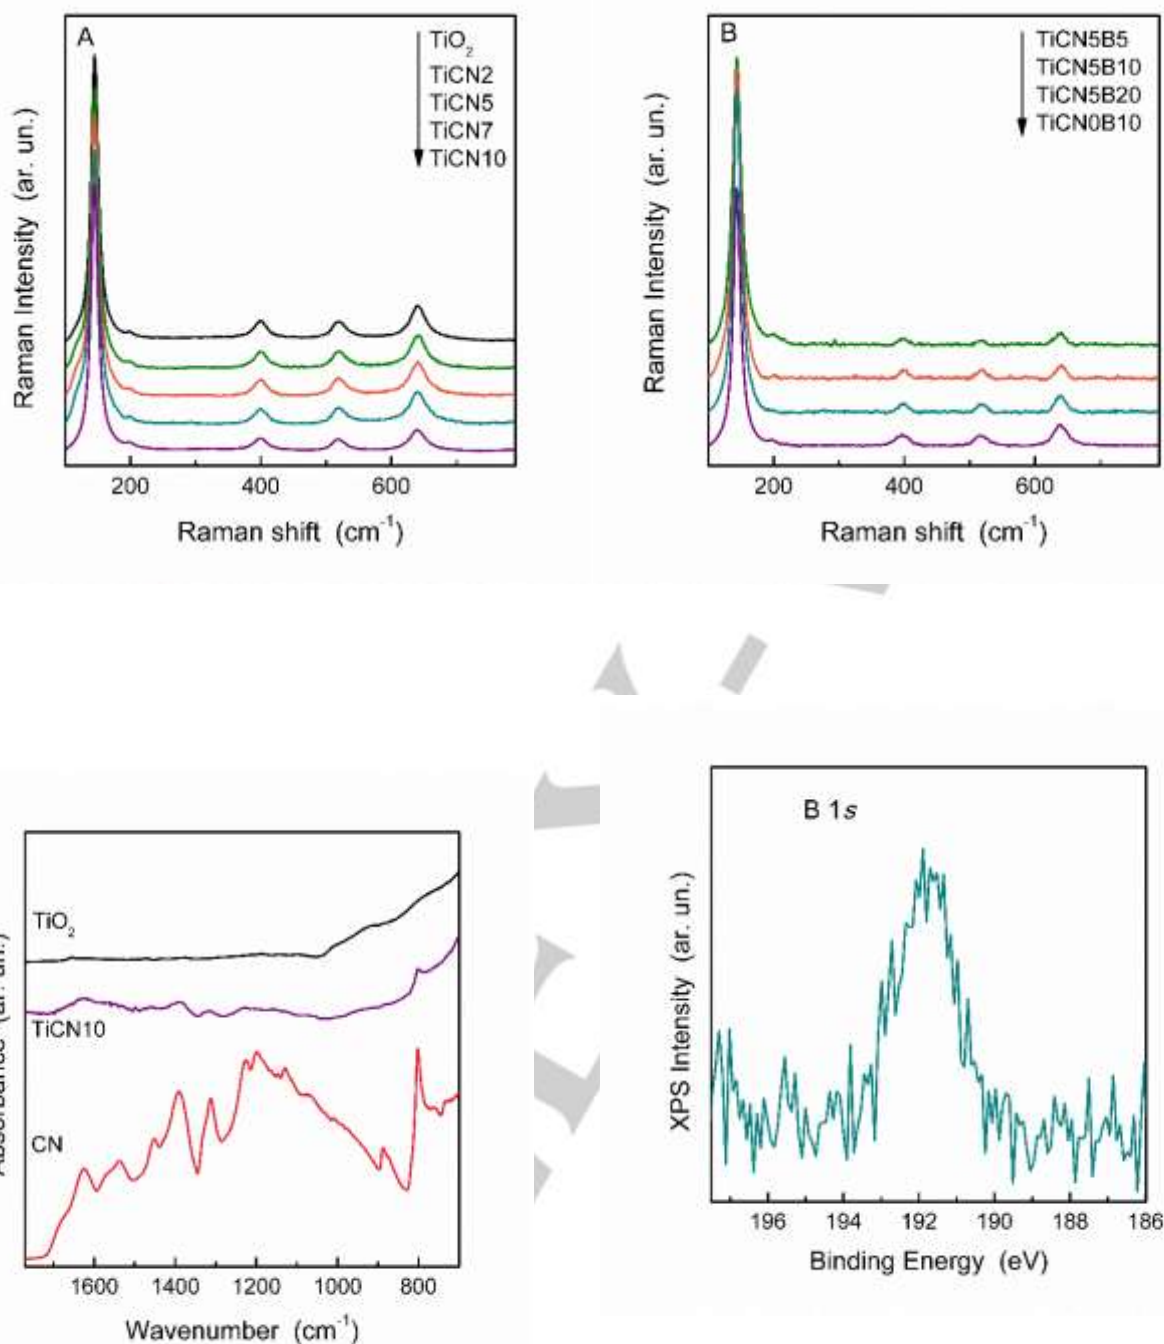 A
TiO2
TiCN2
TiCN5
TiCN7
TiCN10
Raman Intensity (ar. un.)
200 400 600
Raman shift (cm-1)
B
TiCN5B5
TiCN5B10
TiCN5B20
TiCN0B10
Raman Intensity (ar. un.)
200 400 600
Raman shift (cm-1)
TiO2
TiCN10
CN
(ar. un.)
1600 1400 1200 1000 800
Wavenumber (cm-1)
B 1s
XPS Intensity (ar. un.)
196 194 192 190 188 186
Binding Energy (eV)